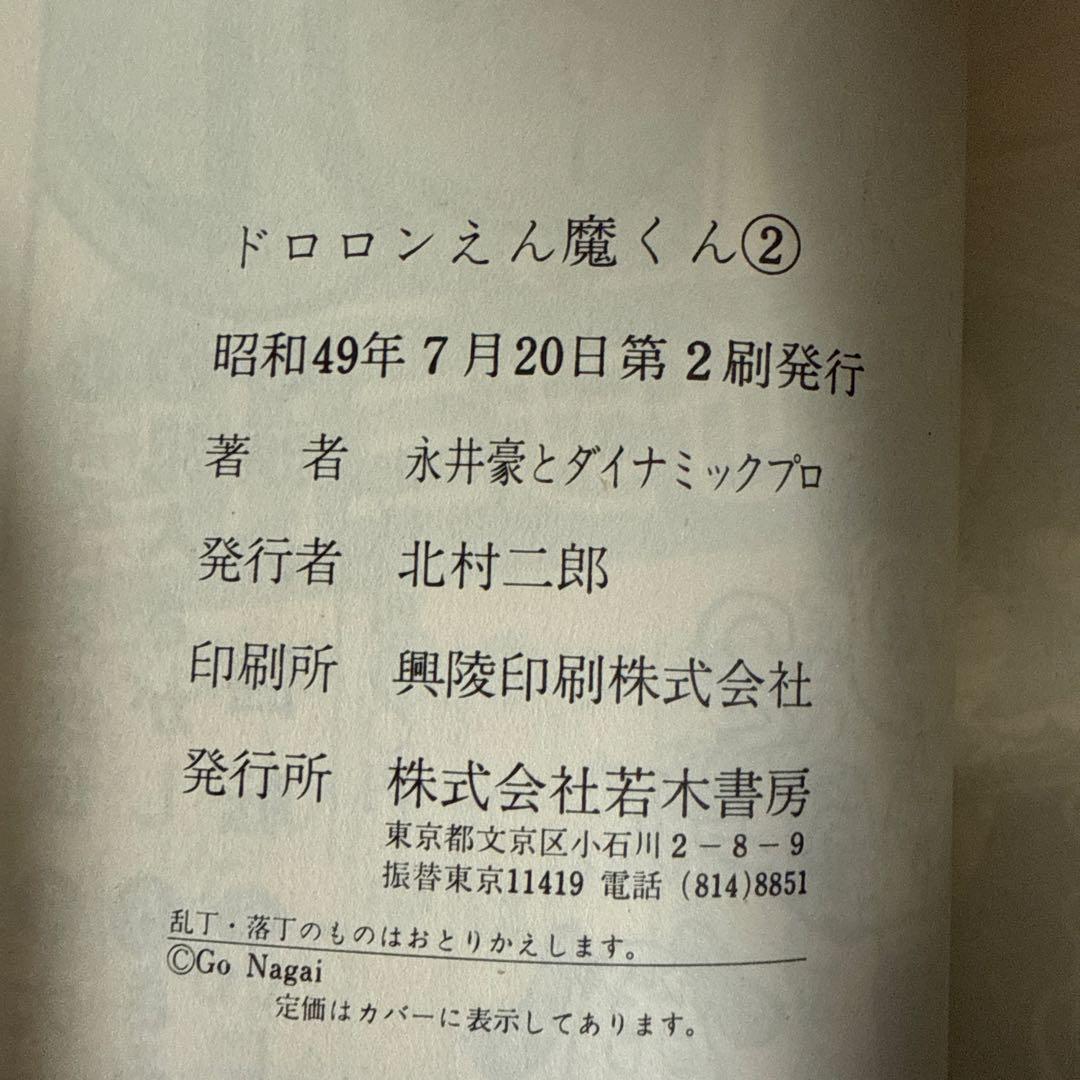 ドロロンえん魔くん②
昭和49年7月20日第2刷発行
著　者　永井豪とダイナミックプロ
発行者　北村二郎
印刷所　興陵印刷株式会社
発行所　株式会社若木書房
東京都文京区小石川2－8－9
振替東京11419 電話 (814)8851
乱丁・落丁のものはおとりかえします。
©Go Nagai
定価はカバーに表示してあります。